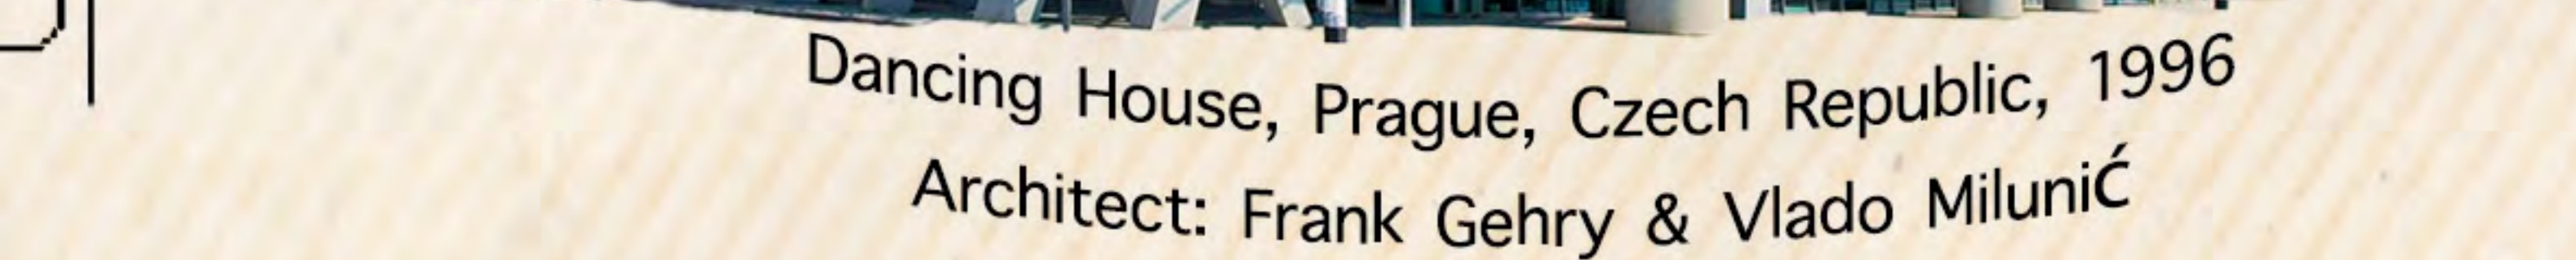 Dancing House, Prague, Czech Republic, 1996
Architect: Frank Gehry & Vlado Milunić